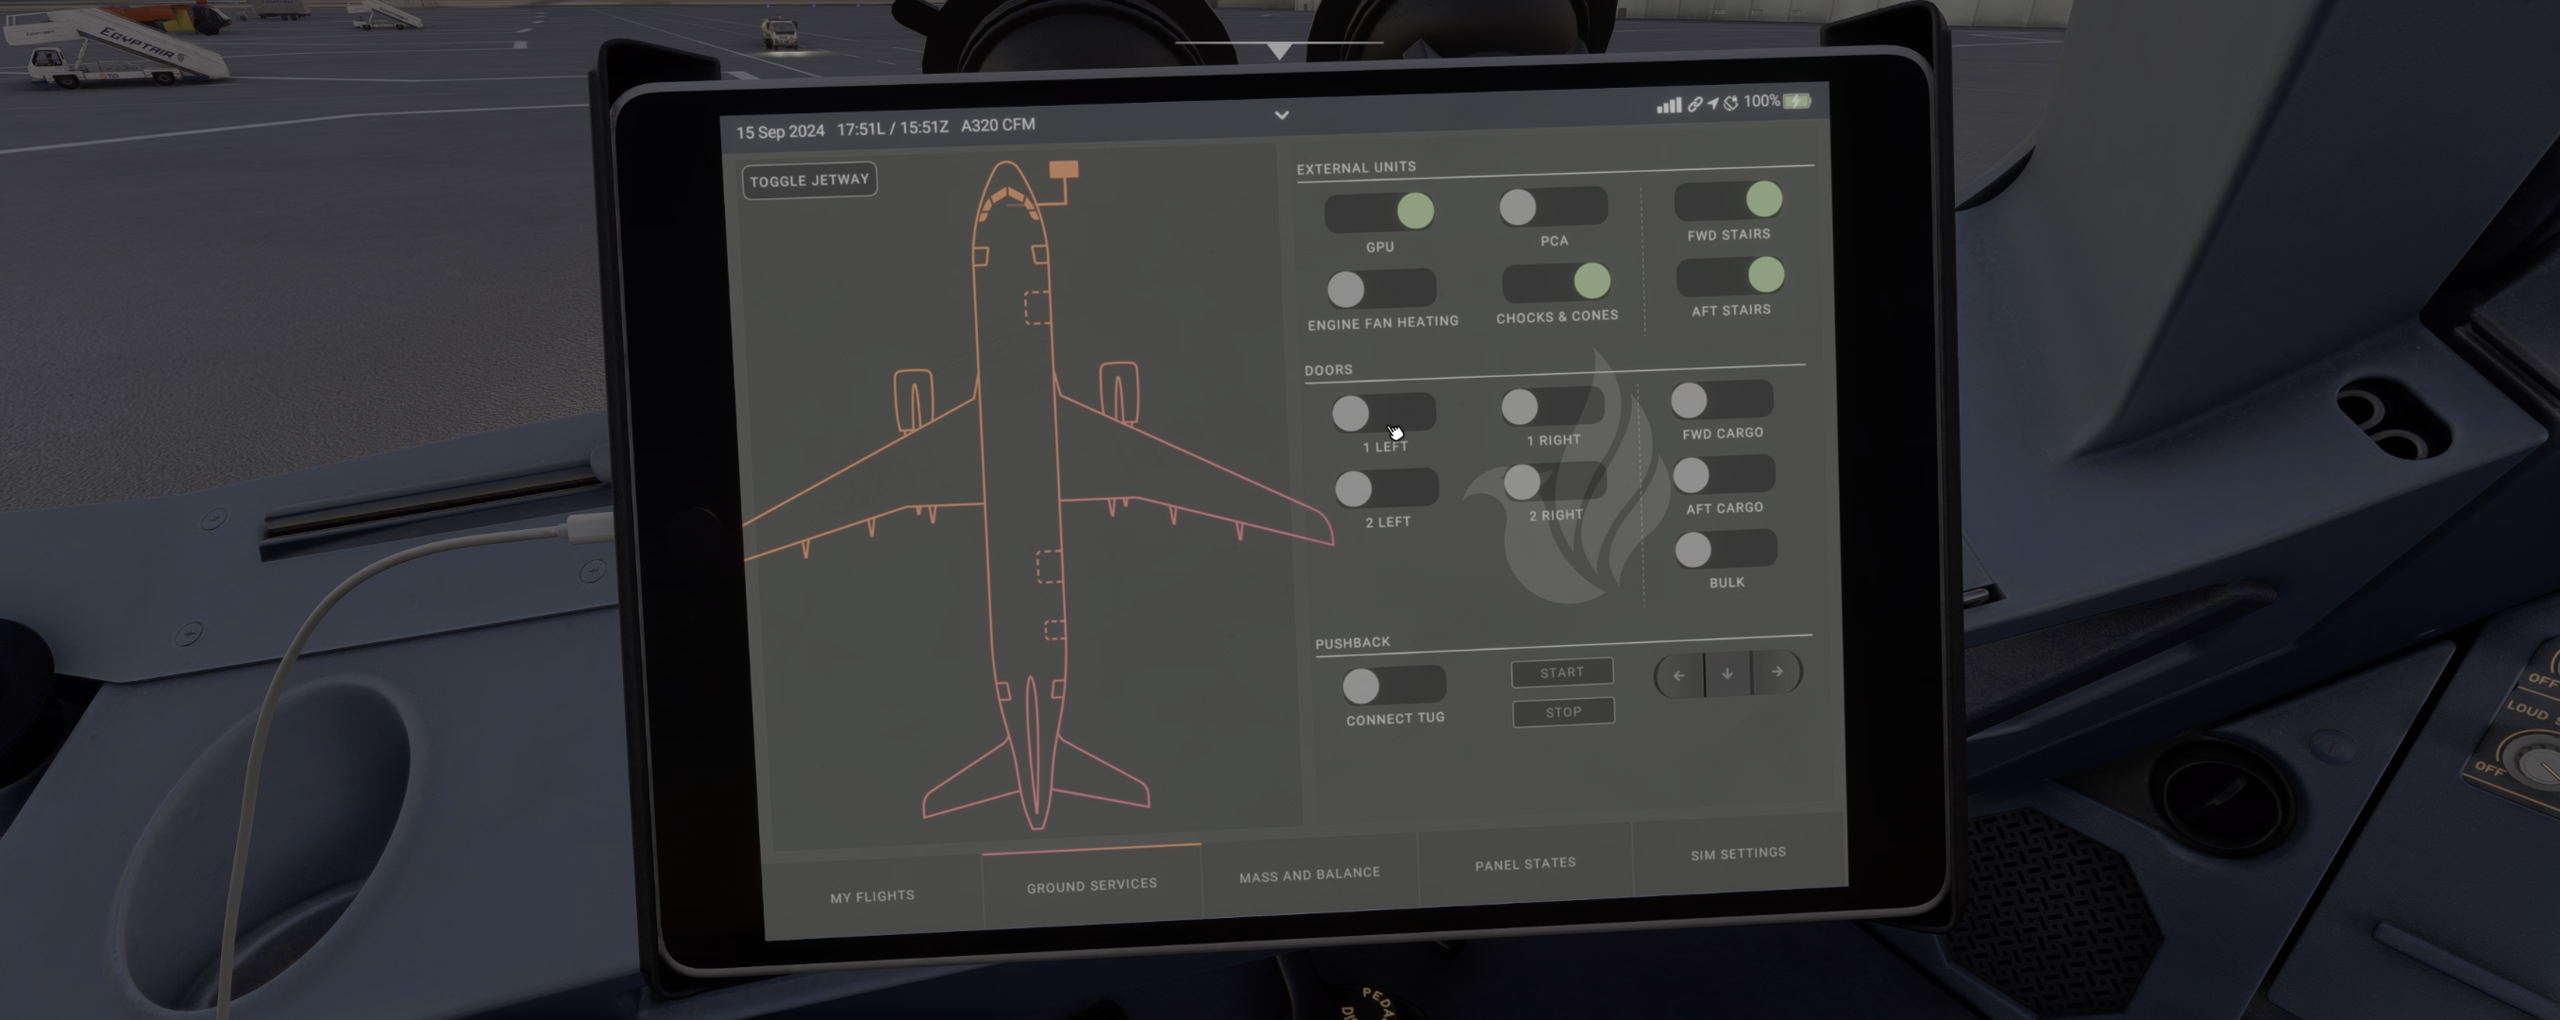 EGYPTAIR
15 Sep 2024 17:51L / 15:51Z A320 CFM
100%
TOGGLE JETWAY
EXTERNAL UNITS
GPU
PCA
FWD STAIRS
ENGINE FAN HEATING
CHOCKS & CONES
AFT STAIRS
DOORS
1 LEFT
1 RIGHT
FWD CARGO
2 LEFT
2 RIGHT
AFT CARGO
BULK
PUSHBACK
CONNECT TUG
START
STOP
MY FLIGHTS
GROUND SERVICES
MASS AND BALANCE
PANEL STATES
SIM SETTINGS
OFF
LOUD S
OFF
PEDA